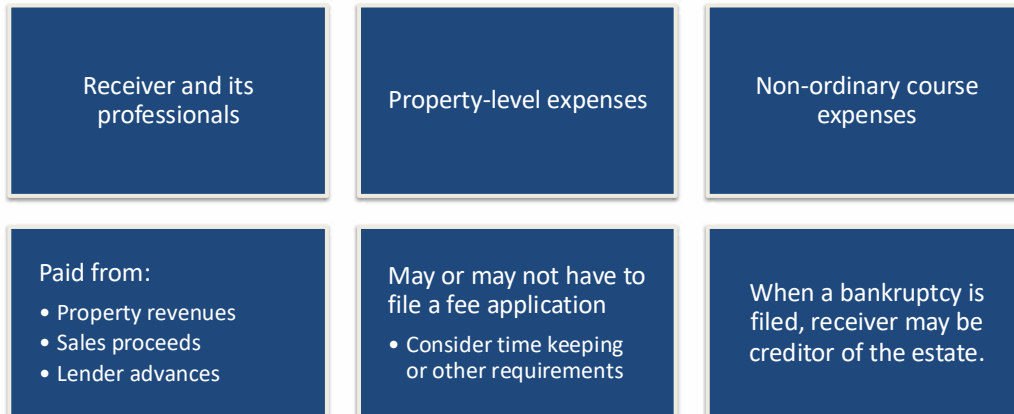 Receiver and its
professionals
Property-level expenses
Non-ordinary course
expenses
Paid from:
• Property revenues
• Sales proceeds
• Lender advances
May or may not have to
file a fee application
• Consider time keeping
or other requirements
When a bankruptcy is
filed, receiver may be
creditor of the estate.